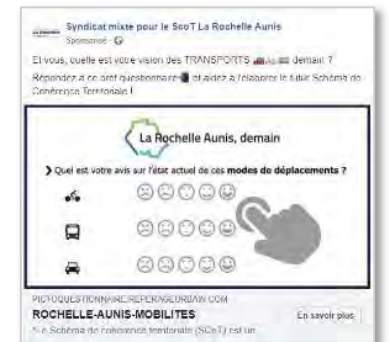 Syndicat mixte pour le ScoT La Rochelle Aunis
Sponsorisé
Et vous, quelle est votre vision des TRANSPORTS demain ?
Répondez à ce bref questionnaire et aidez à l'élaborer le futur Schéma de
Cohérence Territoriale !
La Rochelle Aunis, demain
❯ Quel est votre avis sur l'état actuel de ces modes de déplacements ?
PICTOQUESTIONNAIRE.REPERAGEURBAIN.COM
ROCHELLE-AUNIS-MOBILITES
En savoir plus
Le Schéma de cohérence territoriale (SCoT) est un